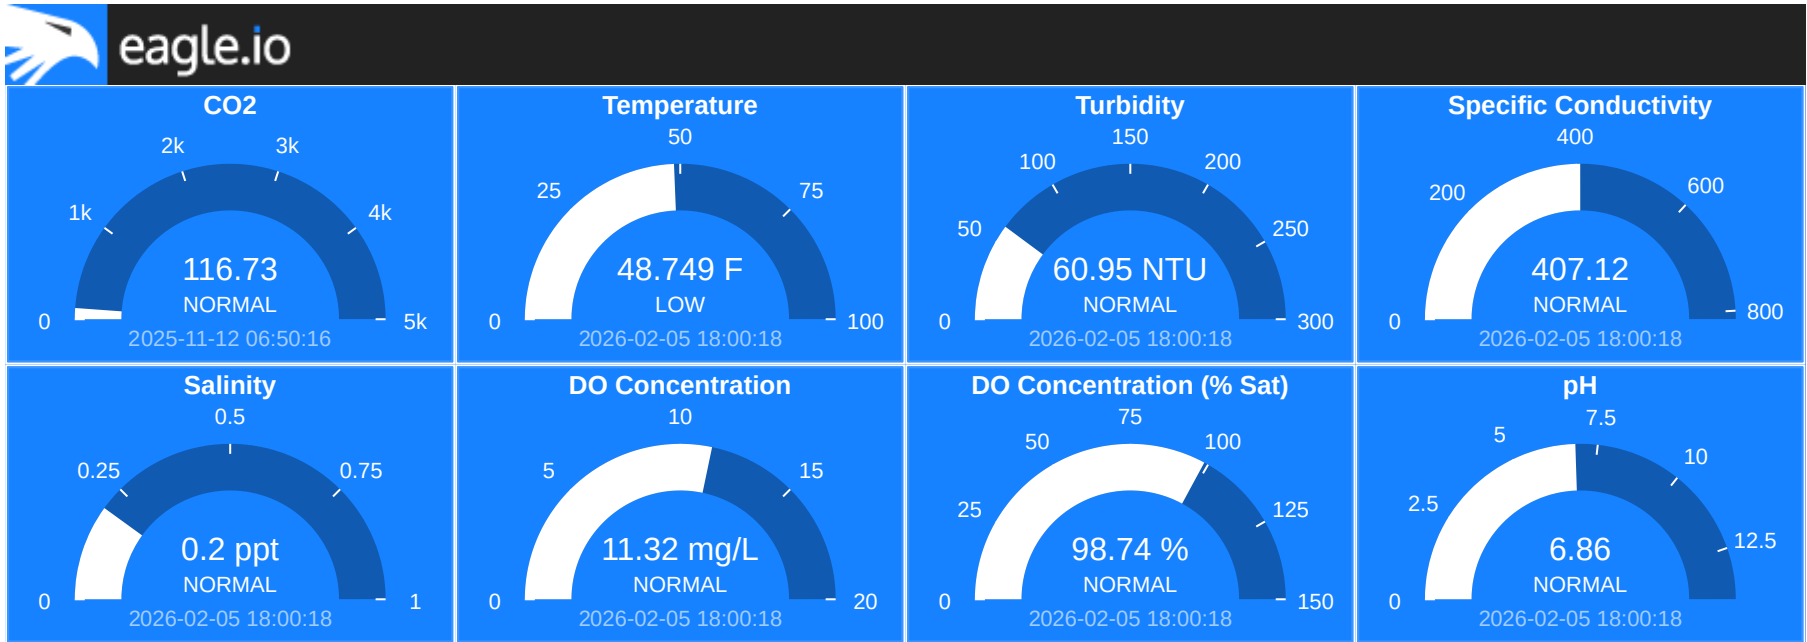 eagle.io
CO2
0
1k
2k
3k
4k
5k
116.73
NORMAL
2025-11-12 06:50:16
Temperature
0
25
50
75
100
48.749 F
LOW
2026-02-05 18:00:18
Turbidity
0
50
100
150
200
250
300
60.95 NTU
NORMAL
2026-02-05 18:00:18
Specific Conductivity
0
200
400
600
800
407.12
NORMAL
2026-02-05 18:00:18
Salinity
0
0.25
0.5
0.75
1
0.2 ppt
NORMAL
2026-02-05 18:00:18
DO Concentration
0
5
10
15
20
11.32 mg/L
NORMAL
2026-02-05 18:00:18
DO Concentration (% Sat)
0
25
50
75
100
125
150
98.74 %
NORMAL
2026-02-05 18:00:18
pH
0
2.5
5
7.5
10
12.5
6.86
NORMAL
2026-02-05 18:00:18